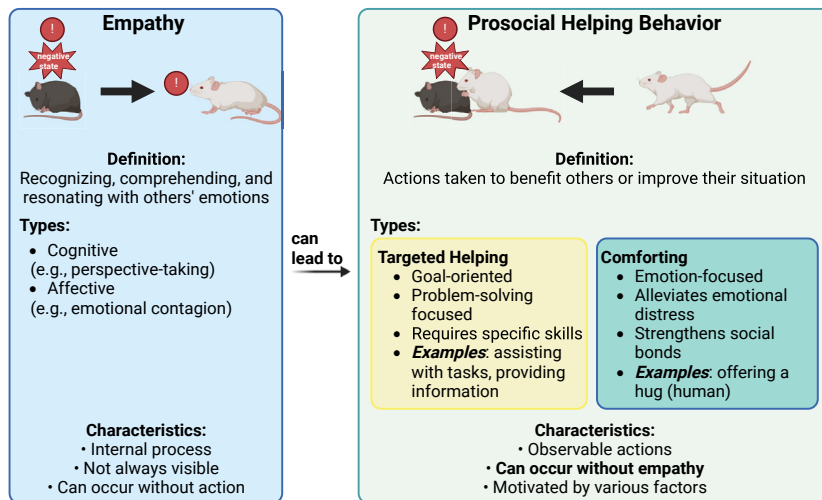 Empathy
!
negative
state
!
Definition:
Recognizing, comprehending, and
resonating with others' emotions
Types:
• Cognitive
(e.g., perspective-taking)
• Affective
(e.g., emotional contagion)
Characteristics:
• Internal process
• Not always visible
• Can occur without action
can
lead to
Prosocial Helping Behavior
!
negative
state
Definition:
Actions taken to benefit others or improve their situation
Types:
Targeted Helping
• Goal-oriented
• Problem-solving
focused
• Requires specific skills
• Examples: assisting
with tasks, providing
information
Comforting
• Emotion-focused
• Alleviates emotional
distress
• Strengthens social
bonds
• Examples: offering a
hug (human)
Characteristics:
• Observable actions
• Can occur without empathy
• Motivated by various factors